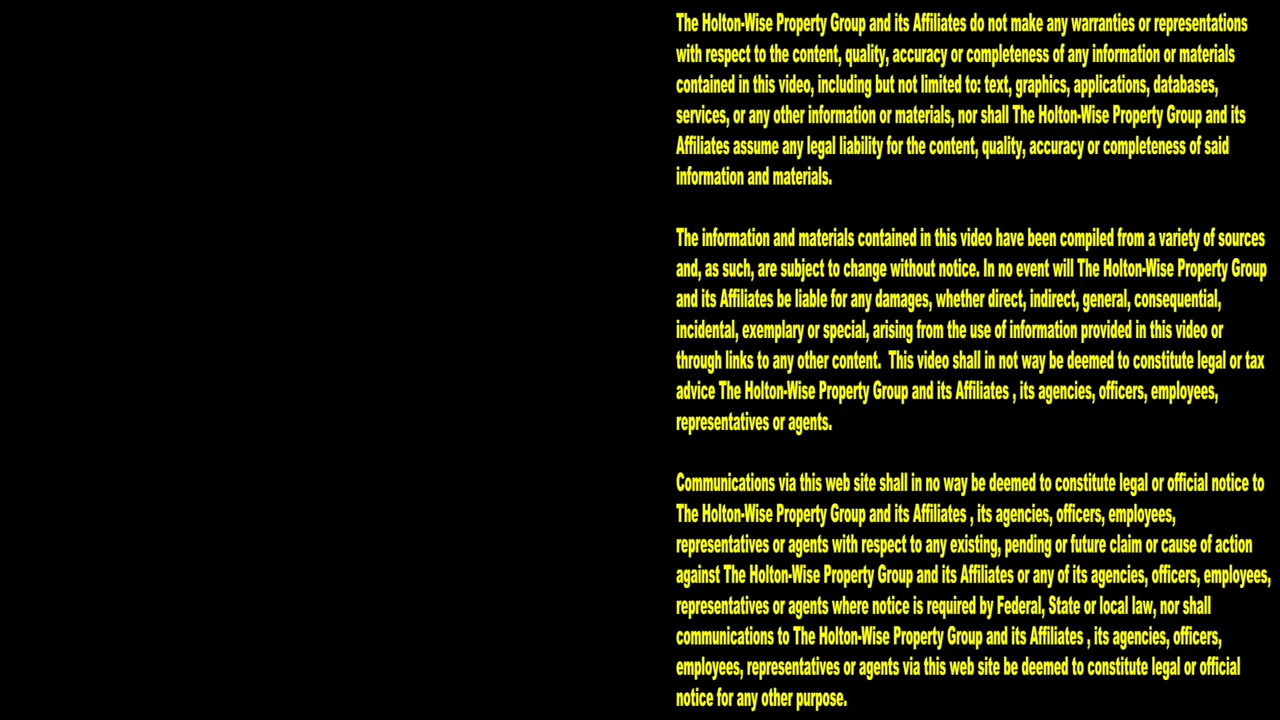 The Holton-Wise Property Group and its Affiliates do not make any warranties or representations
with respect to the content, quality, accuracy or completeness of any information or materials
contained in this video, including but not limited to: text, graphics, applications, databases,
services, or any other information or materials, nor shall The Holton-Wise Property Group and its
Affiliates assume any legal liability for the content, quality, accuracy or completeness of said
information and materials.
The information and materials contained in this video have been compiled from a variety of sources
and, as such, are subject to change without notice. In no event will The Holton-Wise Property Group
and its Affiliates be liable for any damages, whether direct, indirect, general, consequential,
incidental, exemplary or special, arising from the use of information provided in this video or
through links to any other content.  This video shall in not way be deemed to constitute legal or tax
advice The Holton-Wise Property Group and its Affiliates , its agencies, officers, employees,
representatives or agents.
Communications via this web site shall in no way be deemed to constitute legal or official notice to
The Holton-Wise Property Group and its Affiliates , its agencies, officers, employees,
representatives or agents with respect to any existing, pending or future claim or cause of action
against The Holton-Wise Property Group and its Affiliates or any of its agencies, officers, employees,
representatives or agents where notice is required by Federal, State or local law, nor shall
communications to The Holton-Wise Property Group and its Affiliates , its agencies, officers,
employees, representatives or agents via this web site be deemed to constitute legal or official
notice for any other purpose.